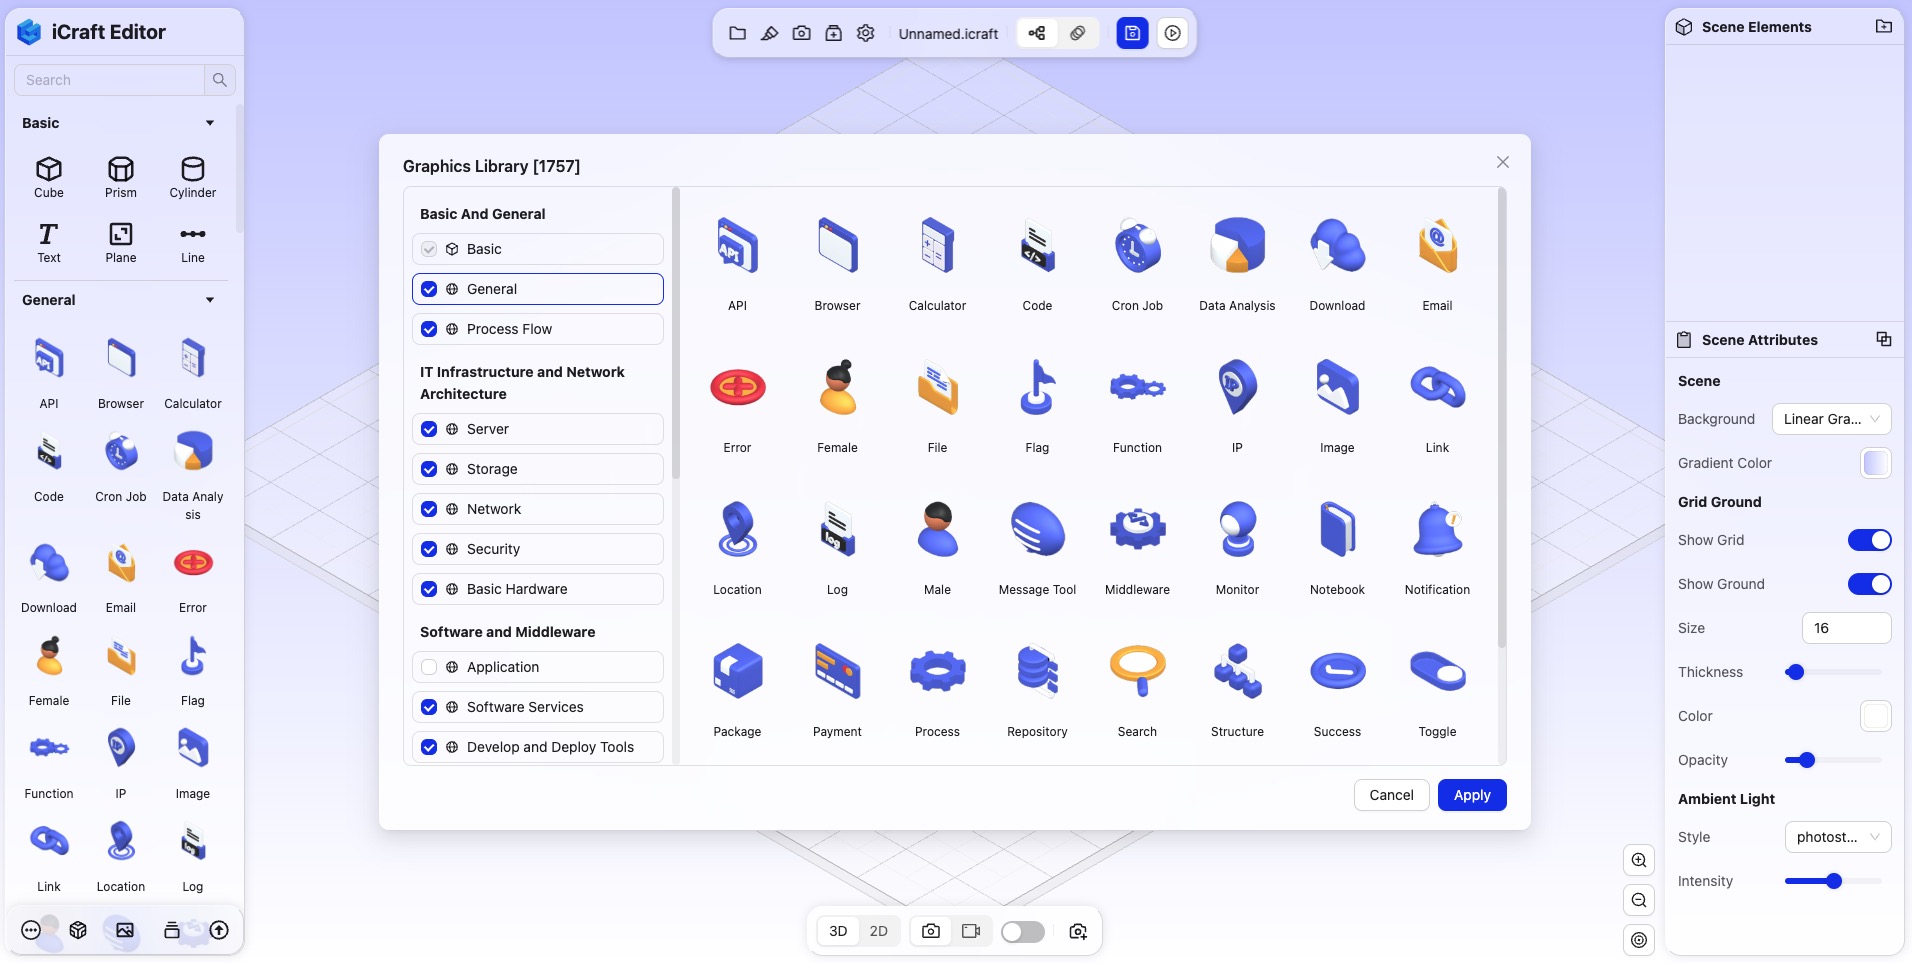 iCraft Editor
Search
Basic
Cube Prism Cylinder
Text Plane Line
General
API Browser Calculator
Code Cron Job Data Analy
sis
Download Email Error
Female File Flag
Function IP Image
Link Location Log
Unnamed.icraft
Graphics Library [1757]
Basic And General
Basic
General
Process Flow
IT Infrastructure and Network
Architecture
Server
Storage
Network
Security
Basic Hardware
Software and Middleware
Application
Software Services
Develop and Deploy Tools
API Browser Calculator Code Cron Job Data Analysis Download Email
Error Female File Flag Function IP Image Link
Location Log Male Message Tool Middleware Monitor Notebook Notification
Package Payment Process Repository Search Structure Success Toggle
Cancel Apply
3D 2D
Scene Elements
Scene Attributes
Scene
Background Linear Gra...
Gradient Color
Grid Ground
Show Grid
Show Ground
Size 16
Thickness
Color
Opacity
Ambient Light
Style photost...
Intensity